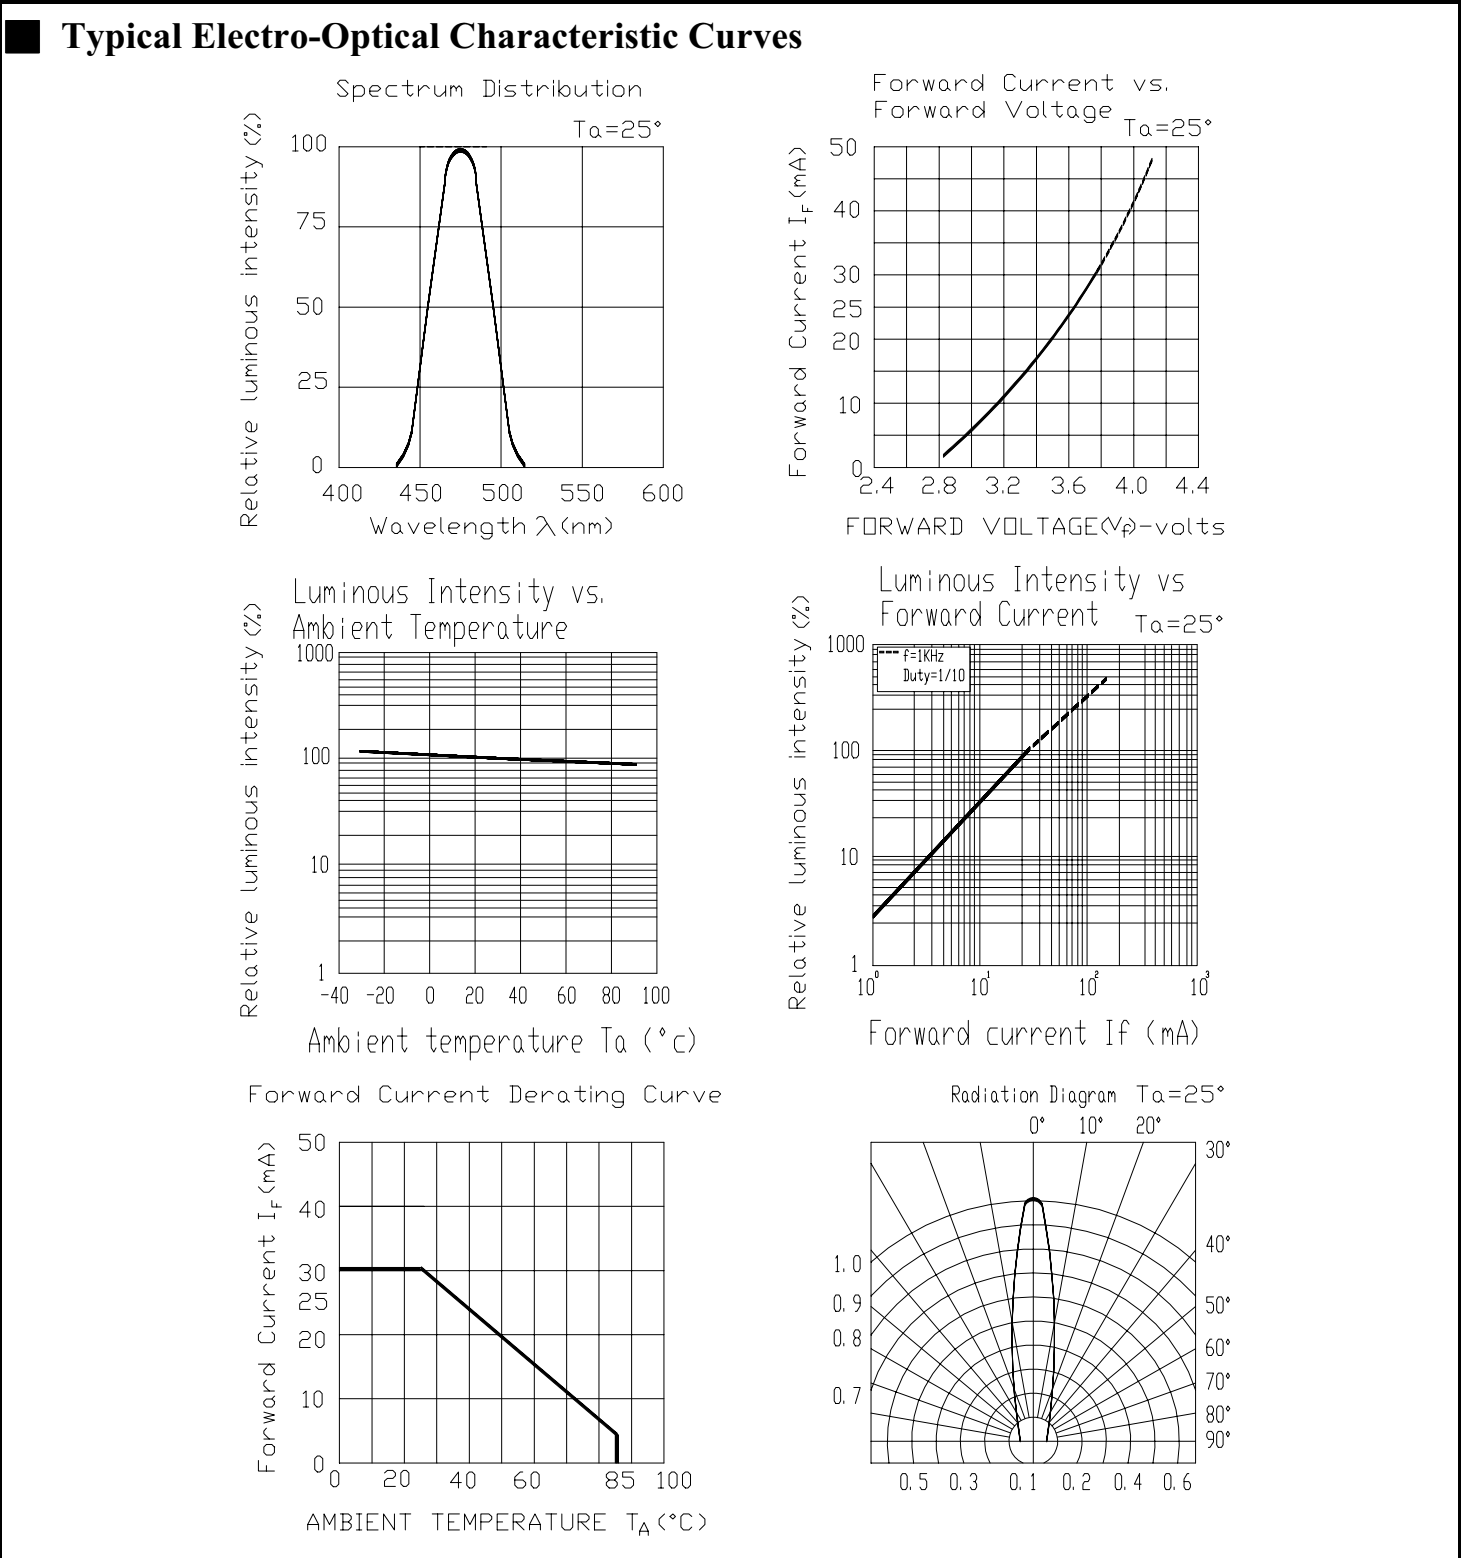 Typical Electro-Optical Characteristic Curves
Spectrum Distribution
Ta=25°
Relative luminous intensity (%)
100
75
50
25
0
400 450 500 550 600
Wavelength λ (nm)
Forward Current vs.
Forward Voltage
Ta=25°
Forward Current IF (mA)
50
40
30
25
20
10
0
2.4 2.8 3.2 3.6 4.0 4.4
FORWARD VOLTAGE(Vf)-volts
Luminous Intensity vs.
Ambient Temperature
Relative luminous intensity (%)
1000
100
10
1
-40 -20 0 20 40 60 80 100
Ambient temperature Ta (°c)
Luminous Intensity vs
Forward Current
Ta=25°
Relative luminous intensity (%)
1000
f=1KHz
Duty=1/10
100
10
1
10⁰ 10¹ 10² 10³
Forward current If (mA)
Forward Current Derating Curve
Forward Current IF (mA)
50
40
30
25
20
10
0
0 20 40 60 85 100
AMBIENT TEMPERATURE TA (°C)
Radiation Diagram Ta=25°
0° 10° 20°
30°
40°
50°
60°
70°
80°
90°
1.0
0.9
0.8
0.7
0.5 0.3 0.1 0.2 0.4 0.6